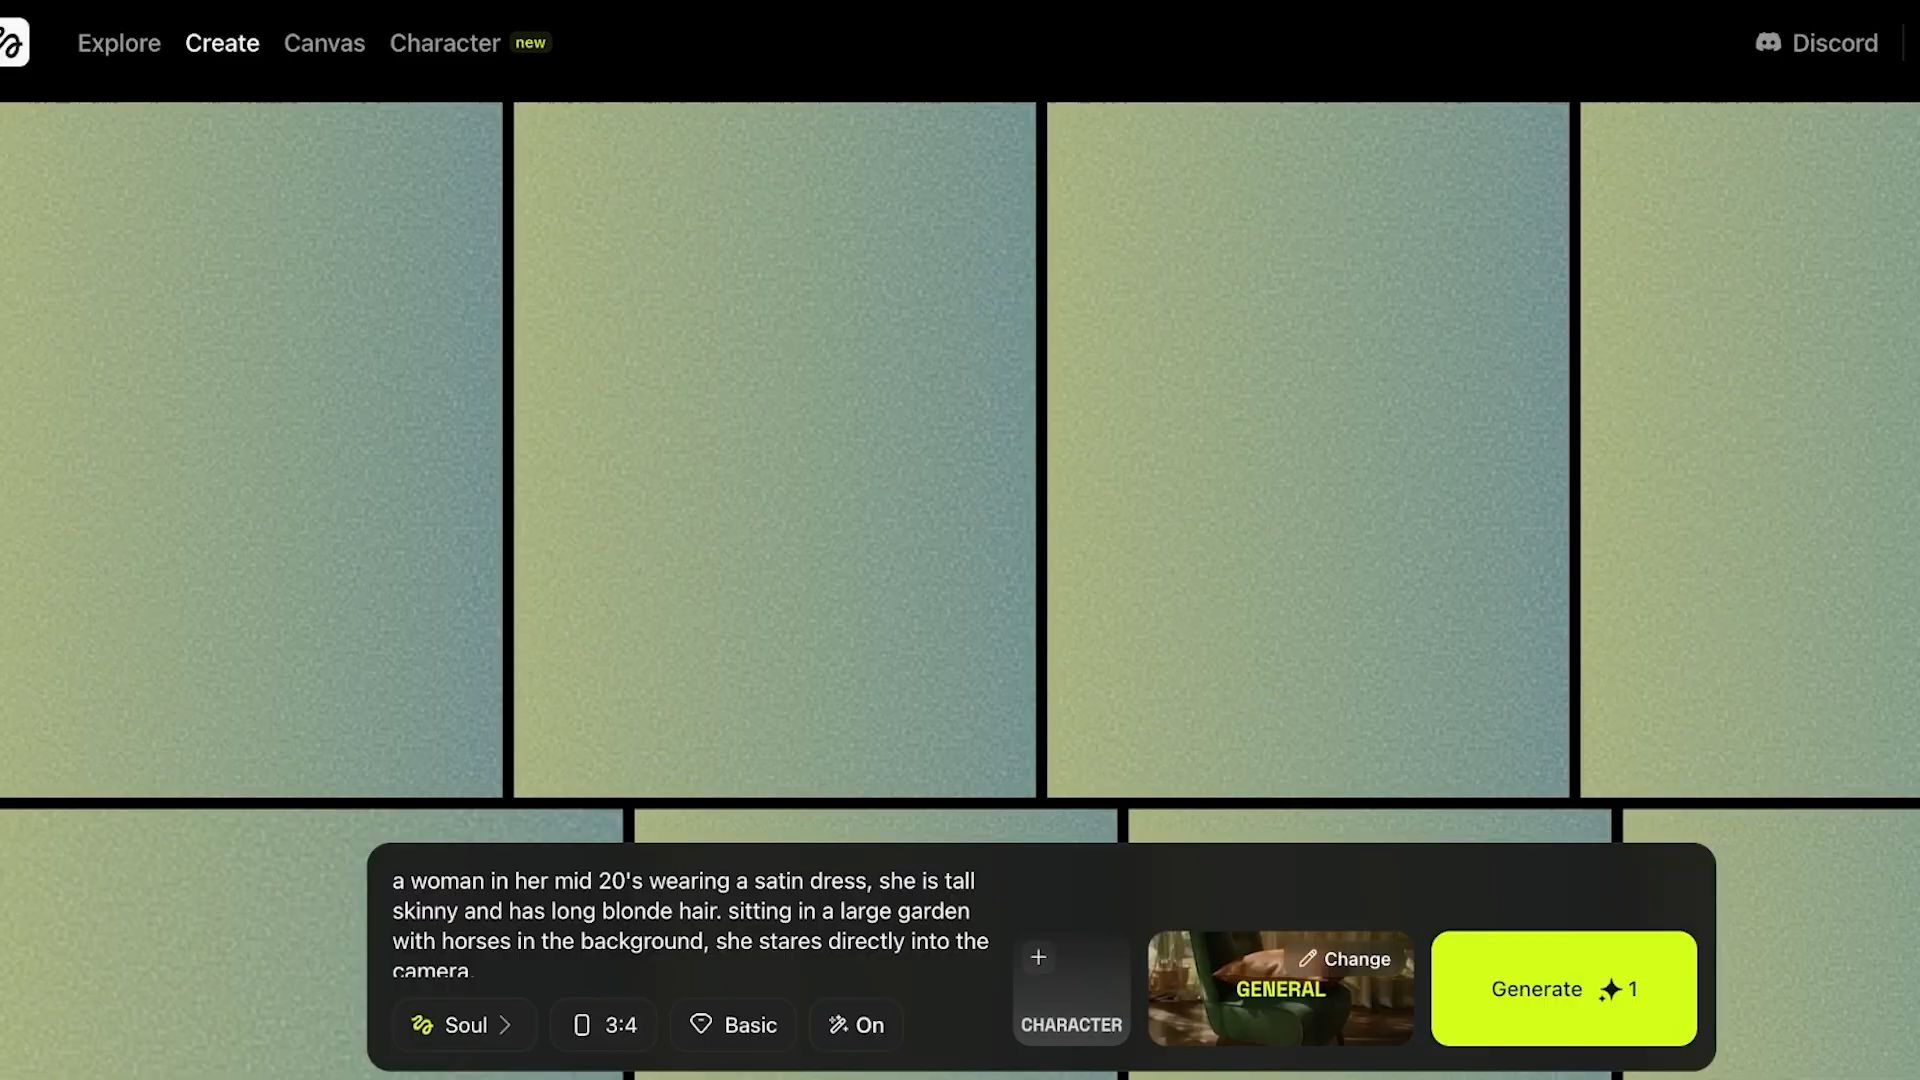 Explore Create Canvas Character new
Discord
a woman in her mid 20's wearing a satin dress, she is tall
skinny and has long blonde hair. sitting in a large garden
with horses in the background, she stares directly into the
camera.
Soul
3:4
Basic
On
+
CHARACTER
Change
GENERAL
Generate 1